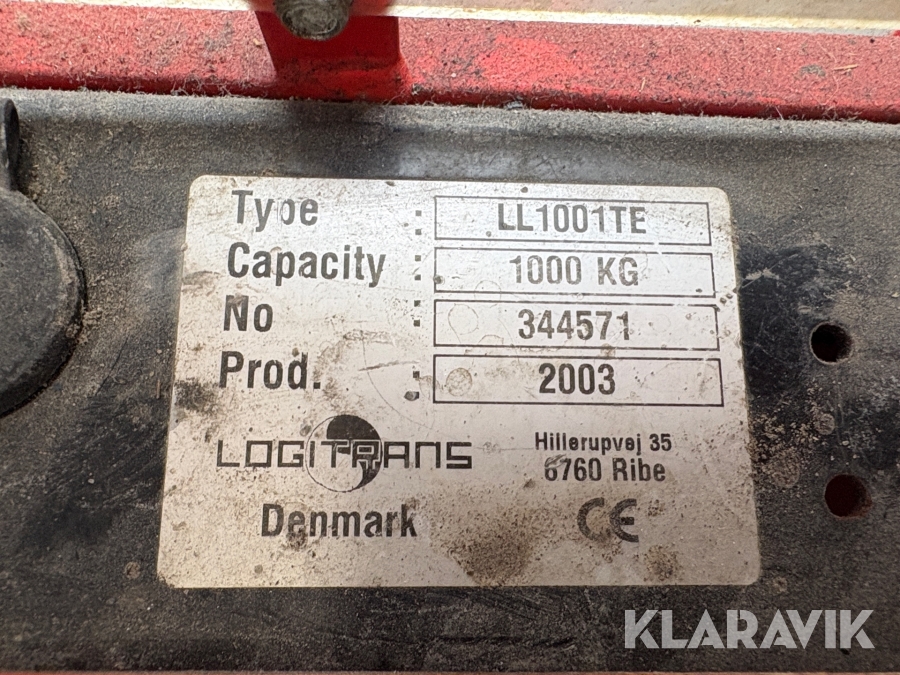 Type : LL1001TE
Capacity : 1000 KG
No : 344571
Prod. : 2003
LOGITRANS
Hillerupvej 35
6760 Ribe
Denmark
CE
KLARAVIK